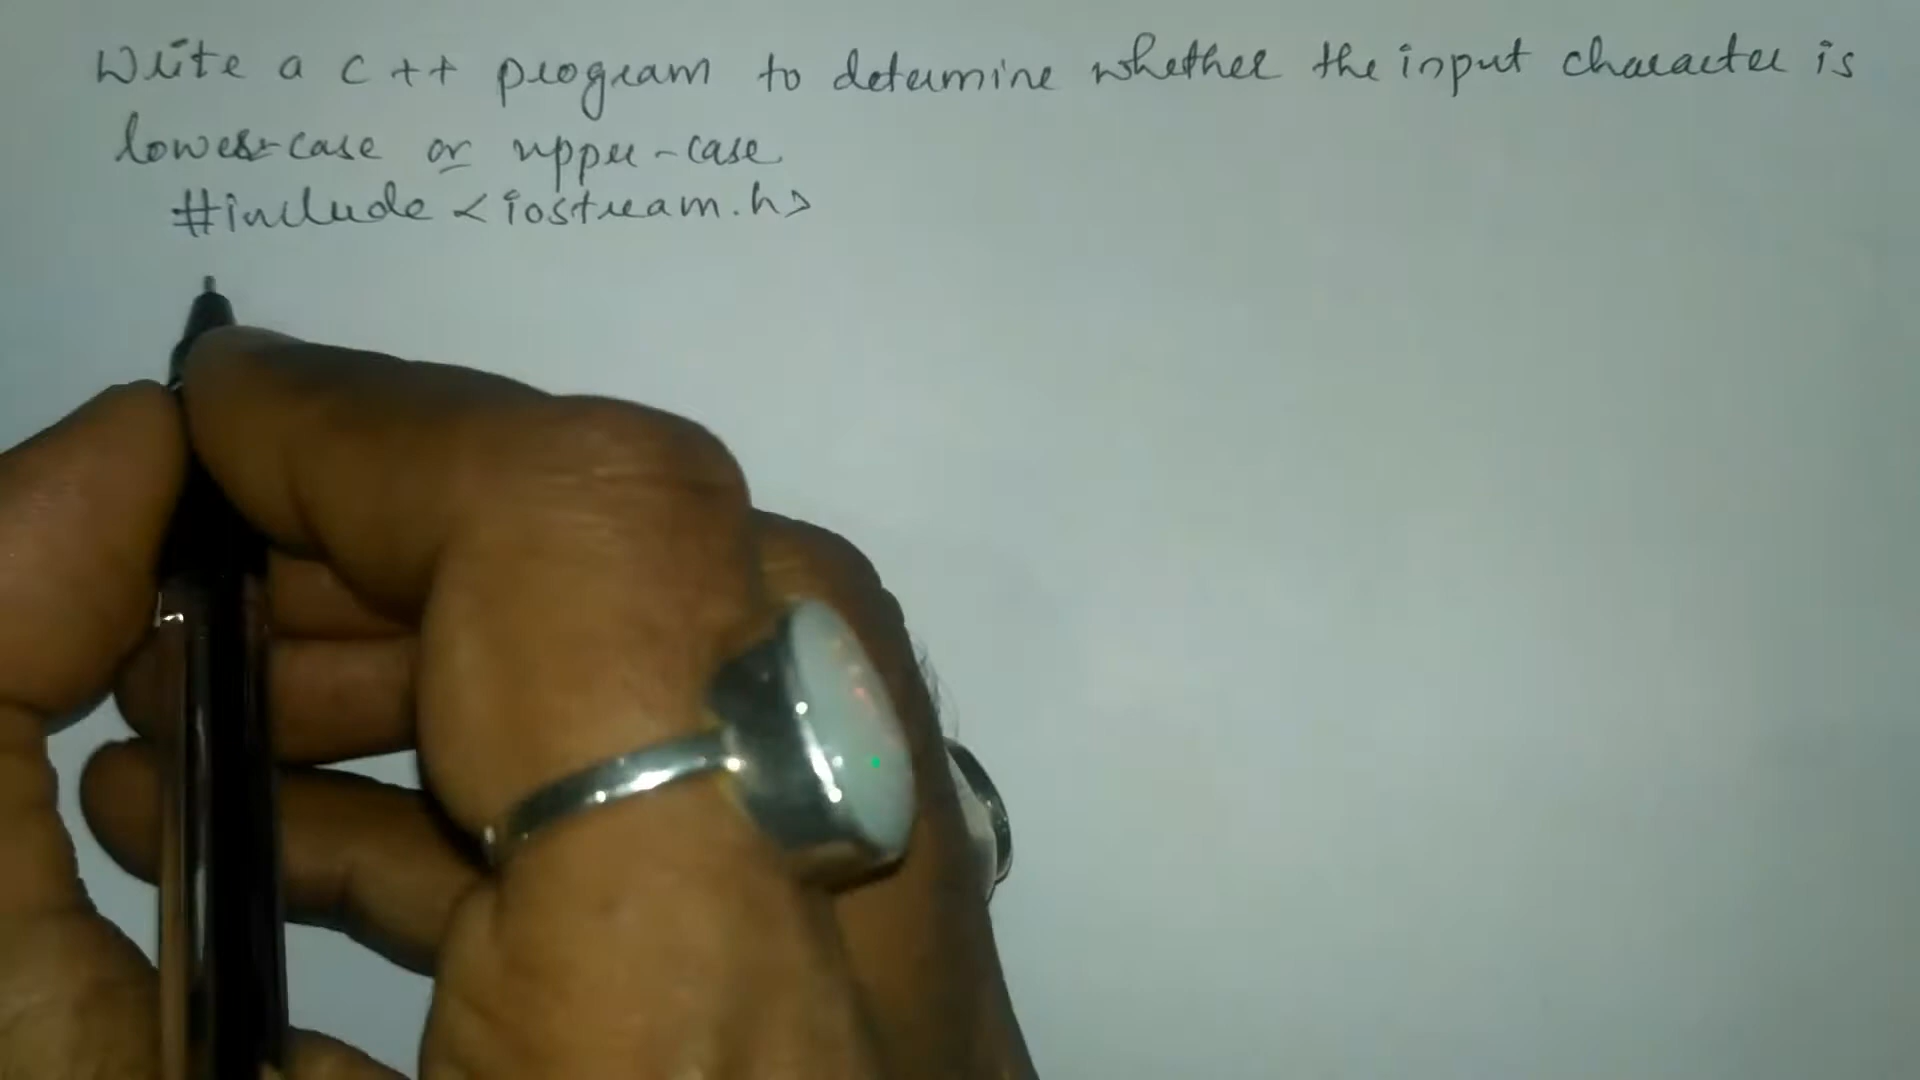 Write a c++ program to determine whether the input character is
lower-case or upper-case
#include <iostream.h>